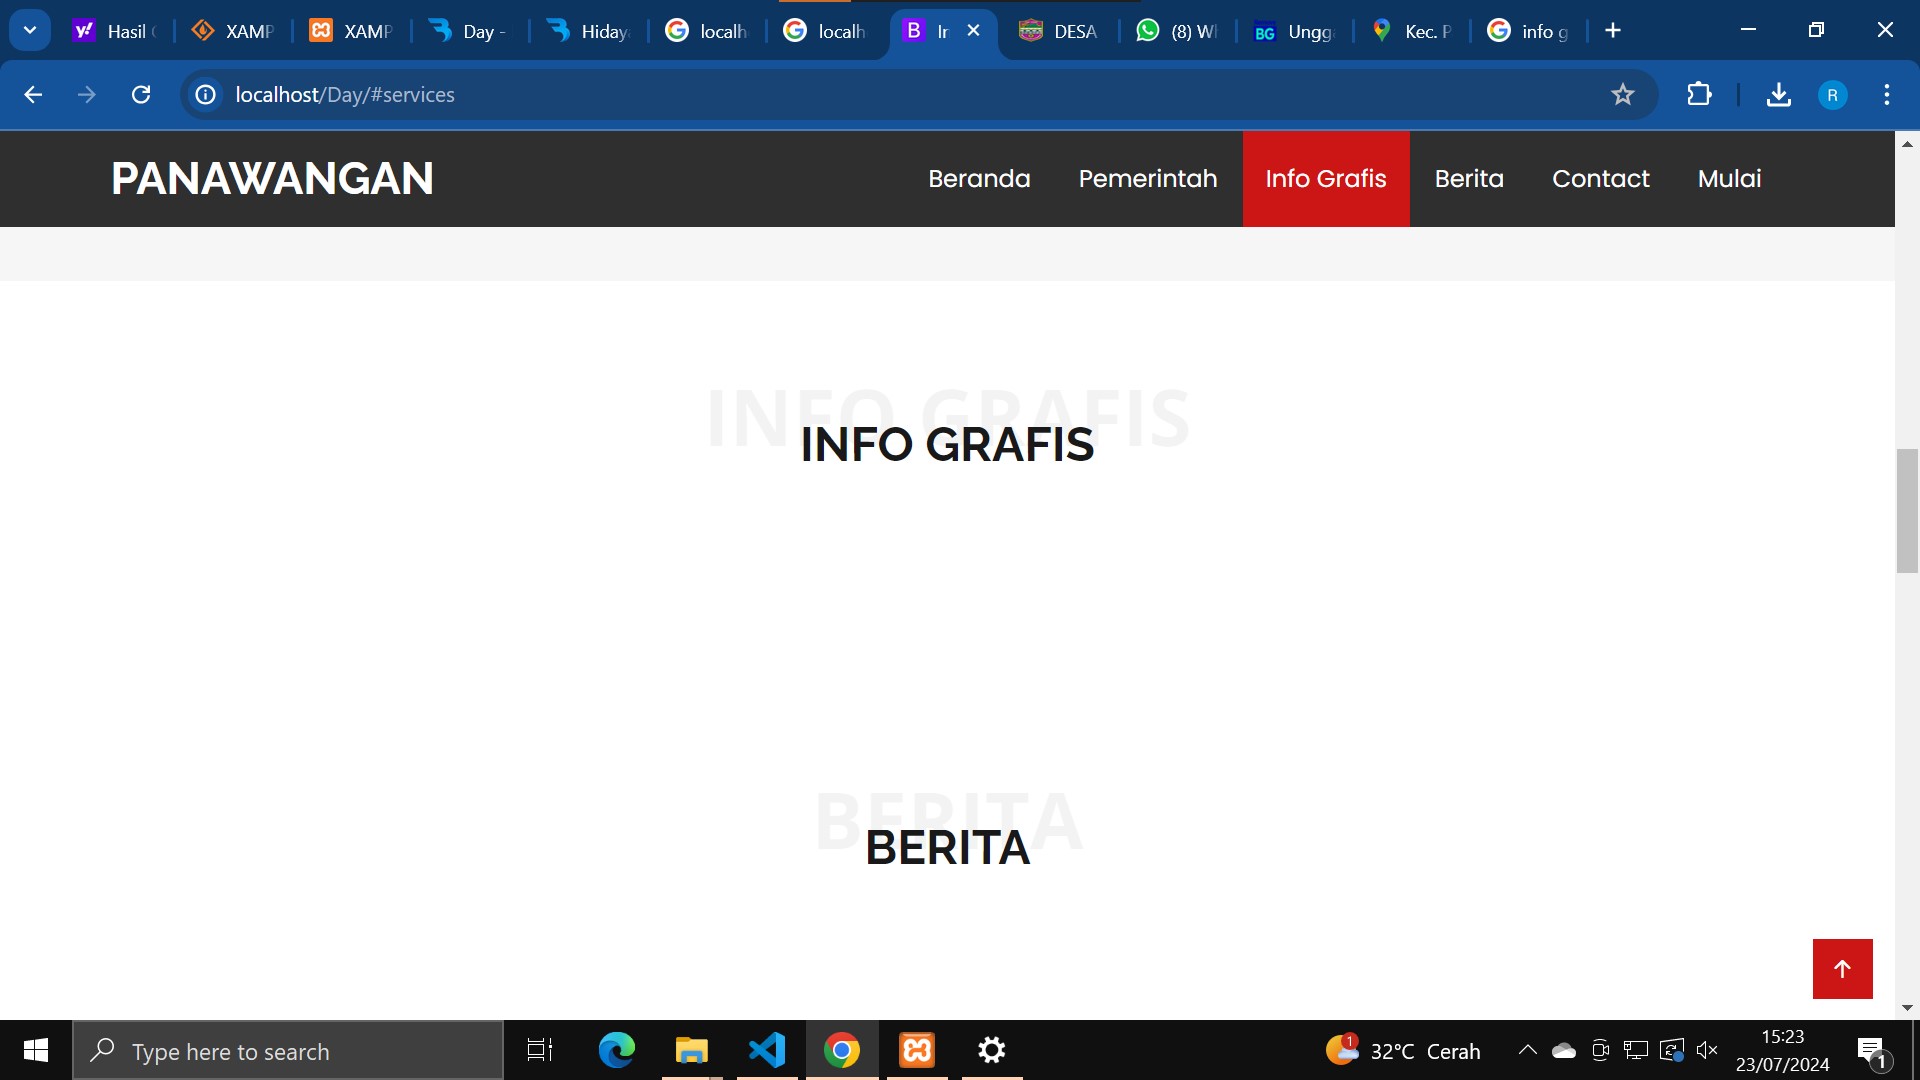 Hasil
XAMP
XAMP
Day -
Hiday
localh
localh
B
Ir
DESA
(8) W
BG
Ungga
Kec. P
info g
localhost/Day/#services
R
PANAWANGAN
Beranda
Pemerintah
Info Grafis
Berita
Contact
Mulai
INFO GRAFIS
INFO GRAFIS
BERITA
BERITA
Type here to search
1
32°C Cerah
15:23
23/07/2024
1